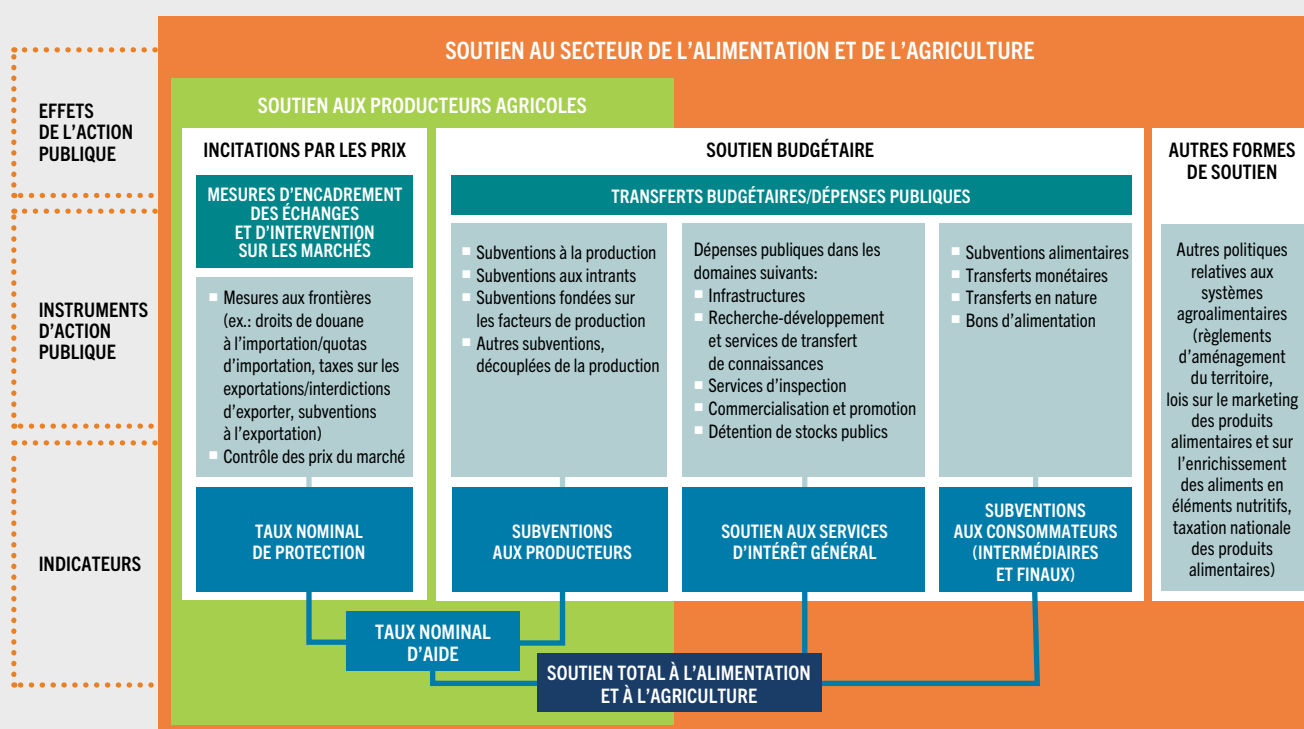 SOUTIEN AU SECTEUR DE L'ALIMENTATION ET DE L'AGRICULTURE
SOUTIEN AUX PRODUCTEURS AGRICOLES
EFFETS
DE L'ACTION
PUBLIQUE
INCITATIONS PAR LES PRIX
SOUTIEN BUDGÉTAIRE
AUTRES FORMES
DE SOUTIEN
MESURES D'ENCADREMENT
DES ÉCHANGES
ET D'INTERVENTION
SUR LES MARCHÉS
TRANSFERTS BUDGÉTAIRES/DÉPENSES PUBLIQUES
INSTRUMENTS
D'ACTION
PUBLIQUE
Mesures aux frontières
(ex.: droits de douane
à l'importation/quotas
d'importation, taxes sur les
exportations/interdictions
d'exporter, subventions
à l'exportation)
Contrôle des prix du marché
Subventions à la production
Subventions aux intrants
Subventions fondées sur
les facteurs de production
Autres subventions,
découplées de la production
Dépenses publiques dans les
domaines suivants:
Infrastructures
Recherche-développement
et services de transfert
de connaissances
Services d'inspection
Commercialisation et promotion
Détention de stocks publics
Subventions alimentaires
Transferts monétaires
Transferts en nature
Bons d'alimentation
Autres politiques
relatives aux
systèmes
agroalimentaires
(règlements
d'aménagement
du territoire,
lois sur le marketing
des produits
alimentaires et sur
l'enrichissement
des aliments en
éléments nutritifs,
taxation nationale
des produits
alimentaires)
INDICATEURS
TAUX NOMINAL
DE PROTECTION
SUBVENTIONS
AUX PRODUCTEURS
SOUTIEN AUX SERVICES
D'INTÉRÊT GÉNÉRAL
SUBVENTIONS
AUX CONSOMMATEURS
(INTERMÉDIAIRES
ET FINAUX)
TAUX NOMINAL
D'AIDE
SOUTIEN TOTAL À L'ALIMENTATION
ET À L'AGRICULTURE